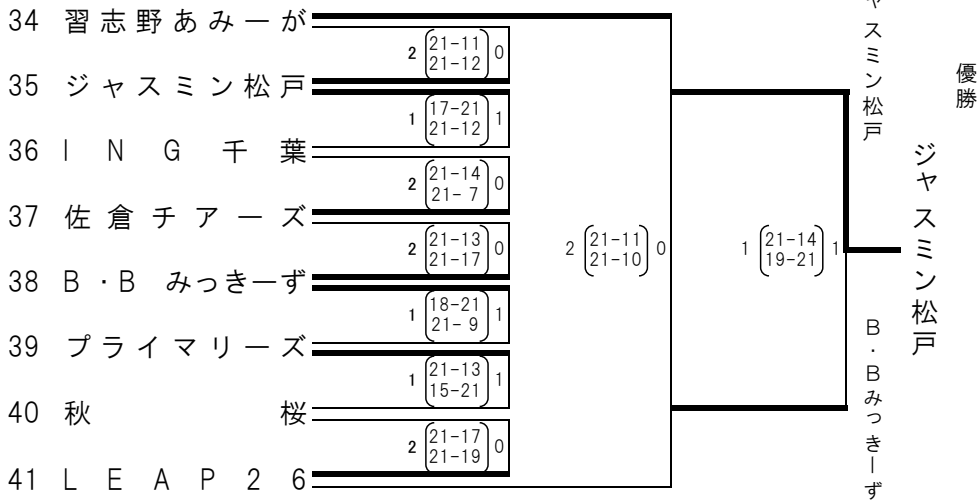 34 習志野あみーが
2 21-11 0
21-12
35 ジャスミン松戸
1 17-21 1
21-12
36 ING千葉
2 21-14 0
21- 7
37 佐倉チアーズ
2 21-13 0
21-17
38 B・B みっきーず
1 18-21 1
21- 9
39 プライマリーズ
1 21-13 1
15-21
40 秋桜
2 21-17 0
21-19
41 LEAP26
2 21-11 0
21-10
1 21-14 1
19-21
ャスミン松戸
B・Bみっきーず
優勝
ジャスミン松戸